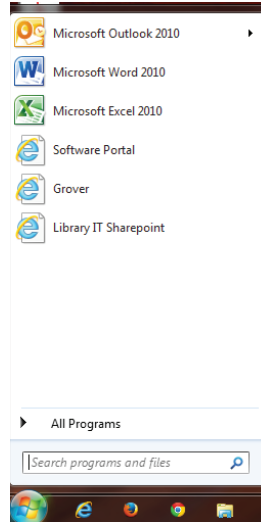 Microsoft Outlook 2010
Microsoft Word 2010
Microsoft Excel 2010
Software Portal
Grover
Library IT Sharepoint
All Programs
Search programs and files